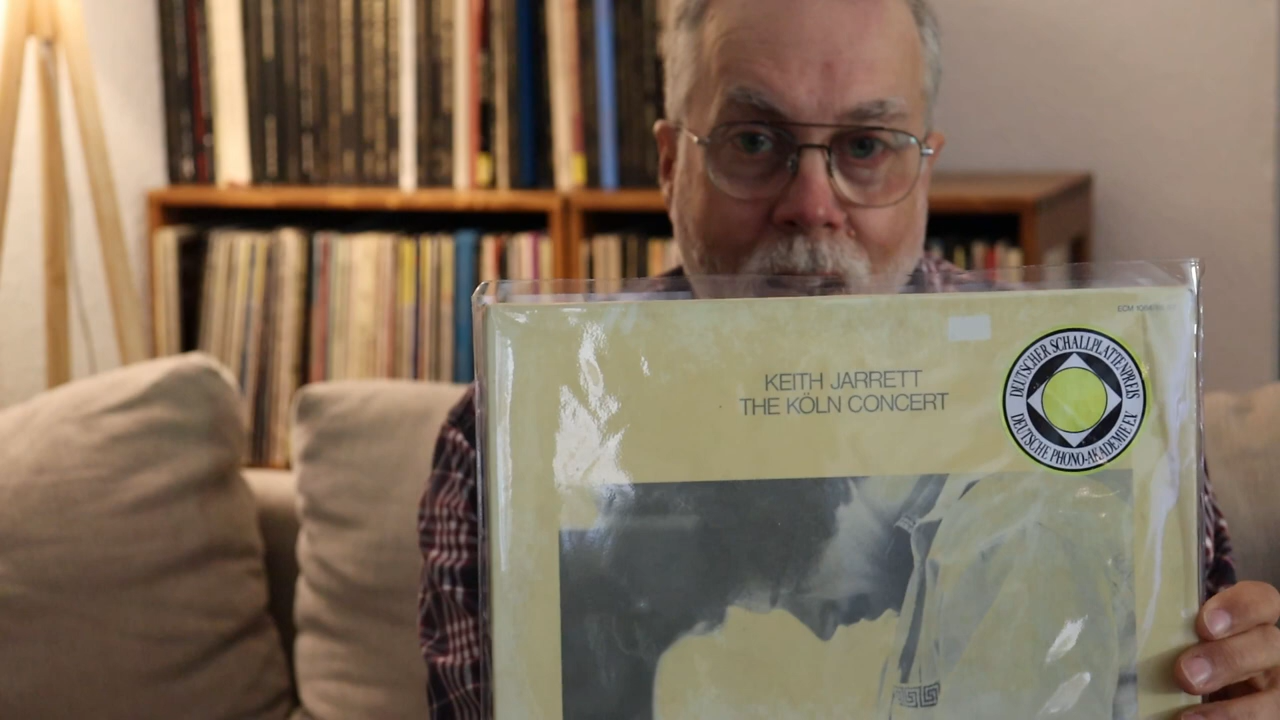 KEITH JARRETT
THE KÖLN CONCERT
DEUTSCHER SCHALLPLATTENPREIS
DEUTSCHE PHONO-AKADEMIE E.V.